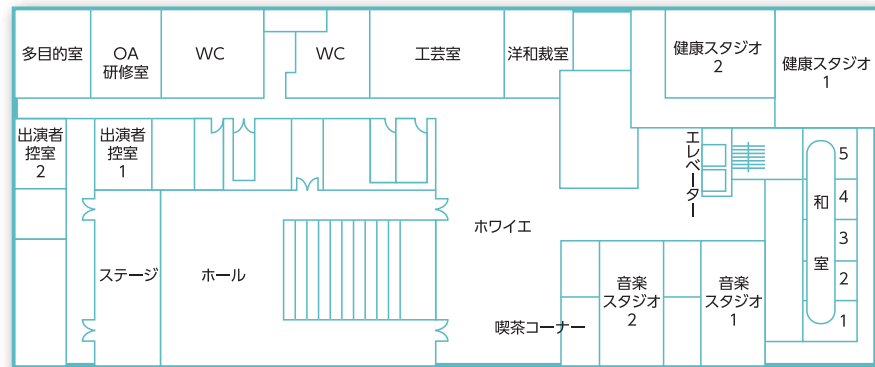 多目的室
OA
研修室
WC
WC
工芸室
洋和裁室
健康スタジオ
2
健康スタジオ
1
出演者
控室
2
出演者
控室
1
エレベーター
5
4
3
2
1
和室
ホワイエ
ステージ
ホール
音楽
スタジオ
2
音楽
スタジオ
1
喫茶コーナー